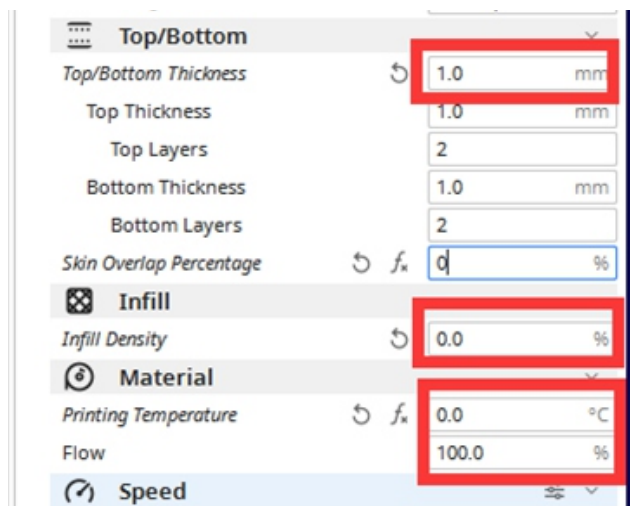 Top/Bottom
Top/Bottom Thickness 1.0 mm
Top Thickness 1.0 mm
Top Layers 2
Bottom Thickness 1.0 mm
Bottom Layers 2
Skin Overlap Percentage fx 0 %
Infill
Infill Density 0.0 %
Material
Printing Temperature fx 0.0 °C
Flow 100.0 %
Speed